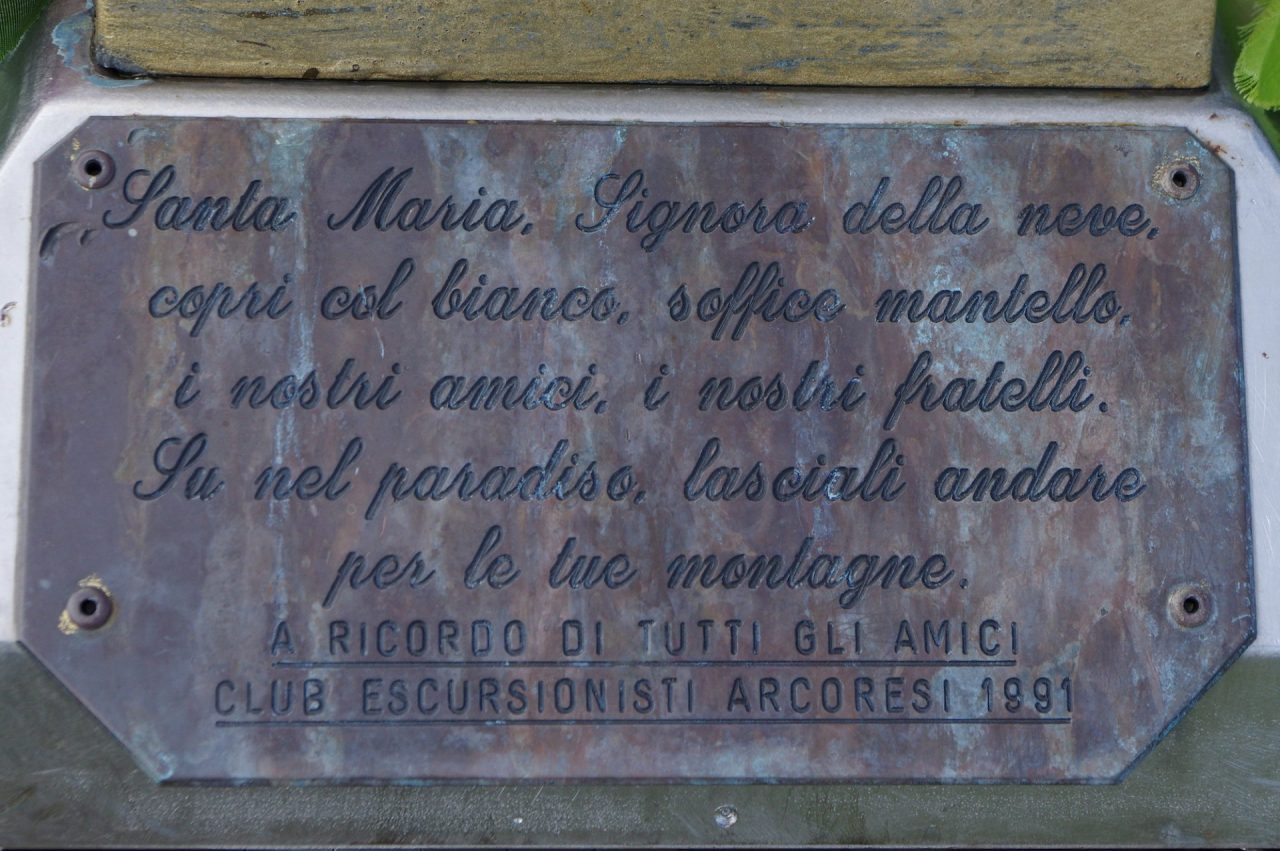 Santa Maria, Signora della neve,
copri col bianco, soffice mantello,
i nostri amici, i nostri fratelli.
Su nel paradiso, lasciali andare
per le tue montagne.
A RICORDO DI TUTTI GLI AMICI
CLUB ESCURSIONISTI ARCORESI 1991